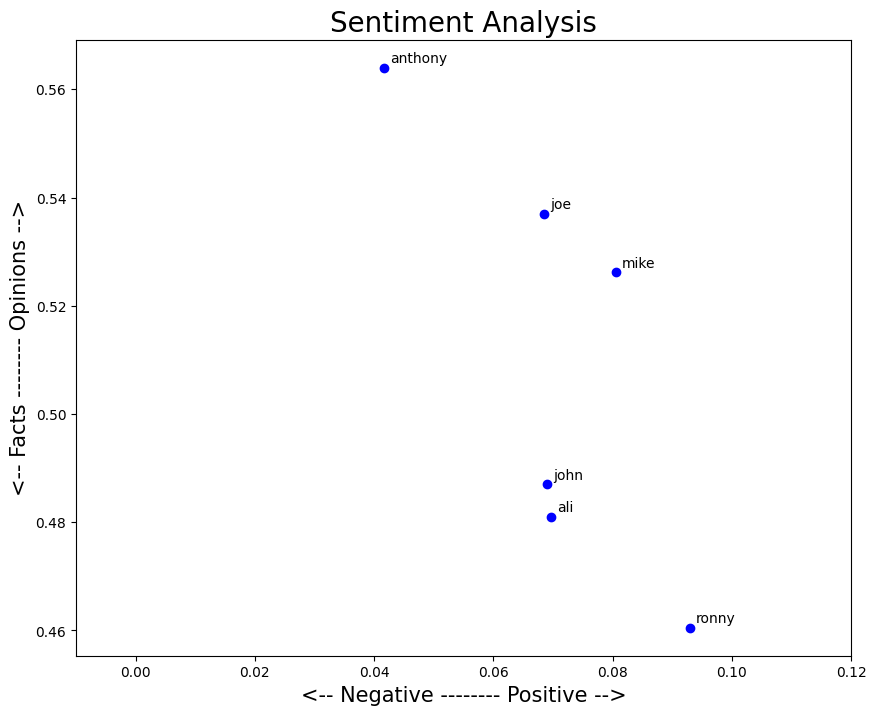 Sentiment Analysis
anthony
0.56
joe
0.54
mike
0.52
0.50
john
ali
0.48
ronny
0.46
<-- Facts -------- Opinions -->
0.00 0.02 0.04 0.06 0.08 0.10 0.12
<-- Negative -------- Positive -->